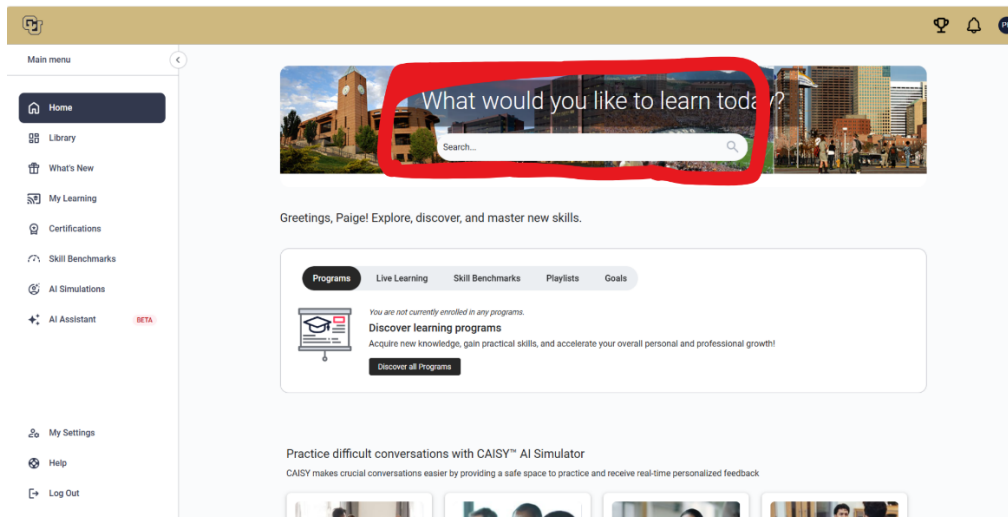 Main menu
Home
Library
What's New
My Learning
Certifications
Skill Benchmarks
AI Simulations
AI Assistant BETA
My Settings
Help
Log Out
What would you like to learn today?
Search...
Greetings, Paige! Explore, discover, and master new skills.
Programs Live Learning Skill Benchmarks Playlists Goals
You are not currently enrolled in any programs.
Discover learning programs
Acquire new knowledge, gain practical skills, and accelerate your overall personal and professional growth!
Discover all Programs
Practice difficult conversations with CAISY™ AI Simulator
CAISY makes crucial conversations easier by providing a safe space to practice and receive real-time personalized feedback